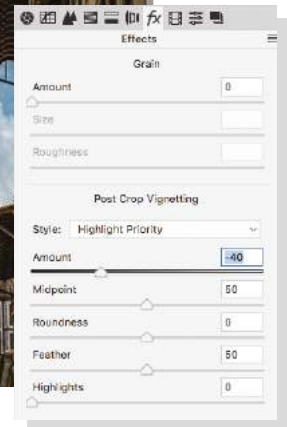 fx
Effects
Grain
Amount 0
Size
Roughness
Post Crop Vignetting
Style: Highlight Priority
Amount -40
Midpoint 50
Roundness 0
Feather 50
Highlights 0